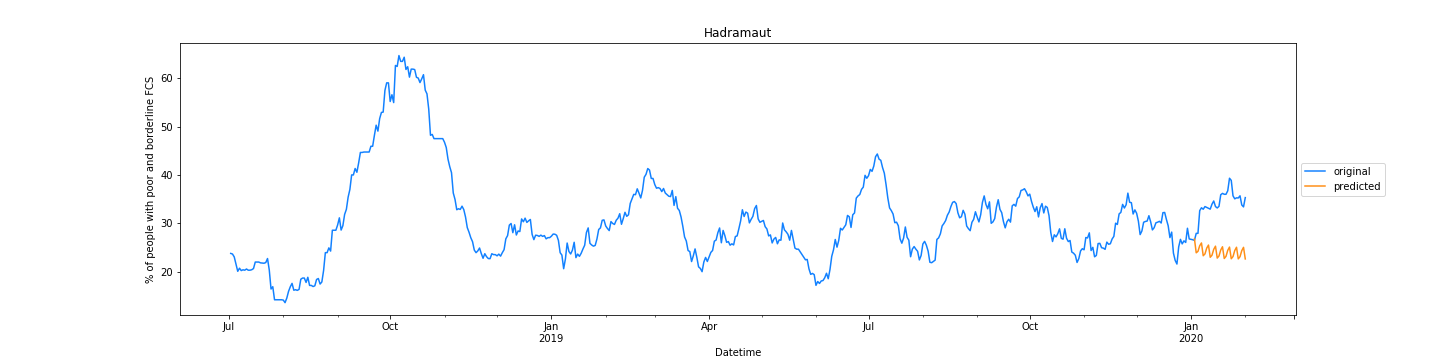 Hadramaut
% of people with poor and borderline FCS
60
50
40
30
20
Jul
Oct
Jan
2019
Apr
Jul
Oct
Jan
2020
Datetime
original
predicted